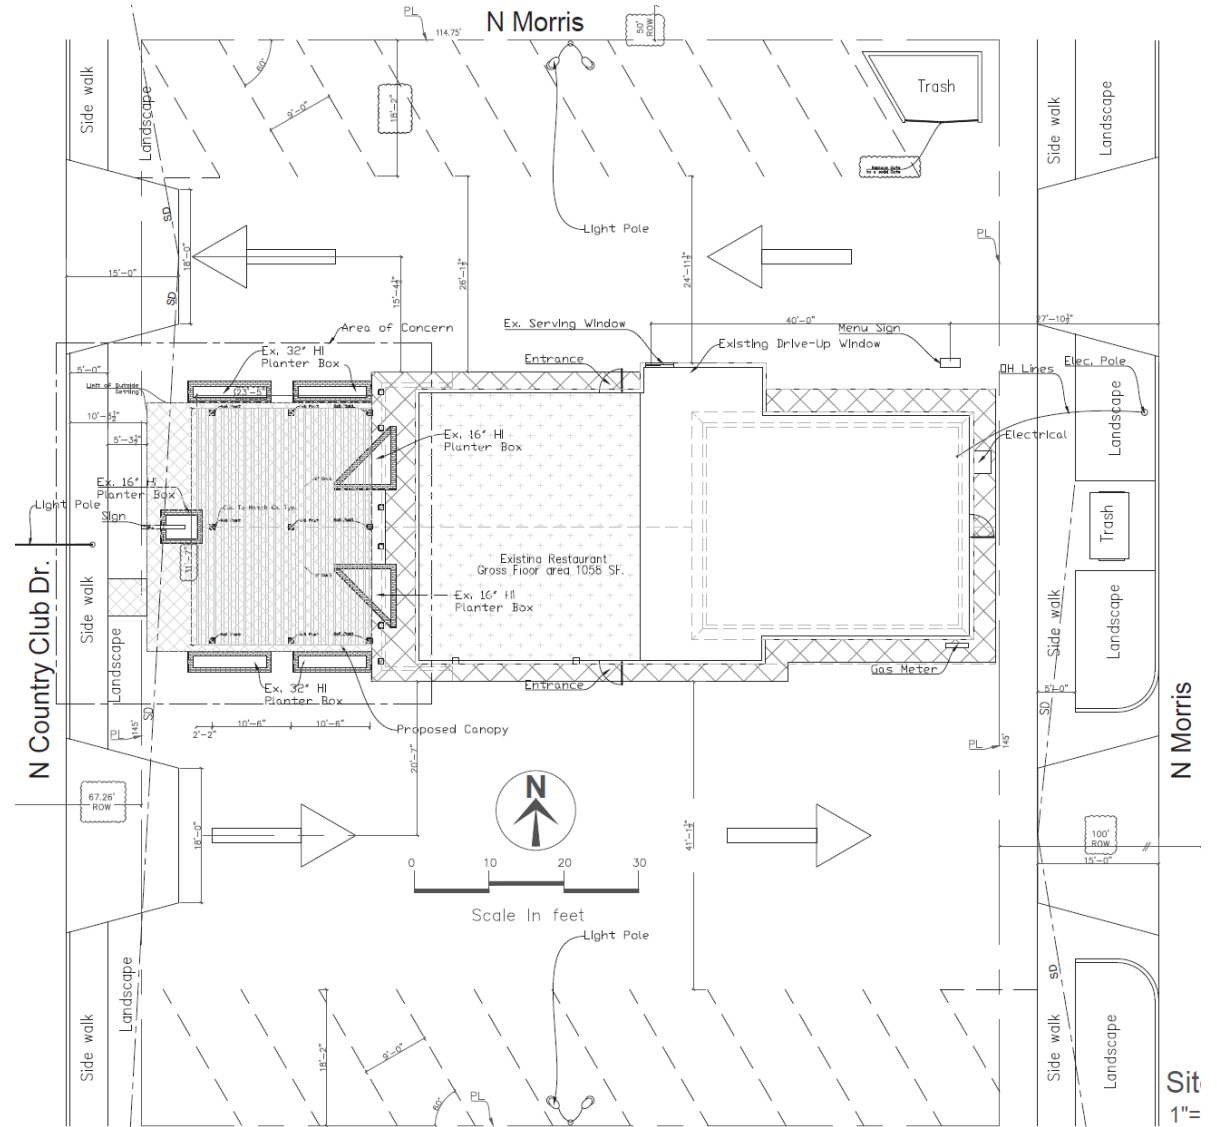 N Morris
PL
114.75'
50'
ROW
Side walk
Landscape
60°
9'-0"
18'-2"
Trash
Side walk
Landscape
to a solid Gate
Light Pole
PL
SD
18'-0"
15'-0"
SD
15'-4½"
26'-1½"
24'-11½"
40'-0"
27'-10½"
Area of Concern
Ex. Serving Window
Menu Sign
Existing Drive-Up Window
Entrance
OH Lines
Elec. Pole
Ex. 32" HI
Planter Box
5'-0"
(23'-5")
10'-3½"
5'-3½"
Ex. 16" HI
Planter Box
Electrical
Landscape
Ex. 16" HI
Planter Box
Light Pole
Sign
31'-7"
Trash
Existing Restaurant
Gross Floor area 1058 SF.
Ex. 16" HI
Planter Box
N Country Club Dr.
Side walk
Landscape
Side walk
Landscape
Gas Meter
Entrance
Ex. 32" HI
Planter Box
5'-0"
SD
SD
10'-6"
10'-6"
2'-2"
Proposed Canopy
PL
145'
PL
145'
N Morris
20'-7"
67.26'
ROW
18'-0"
N
41'-1½"
100'
ROW
15'-0"
0 10 20 30
Scale In feet
Light Pole
Landscape
SD
Side walk
18'-2"
9'-0"
60°
PL
Side walk
Landscape
Sit
1"=